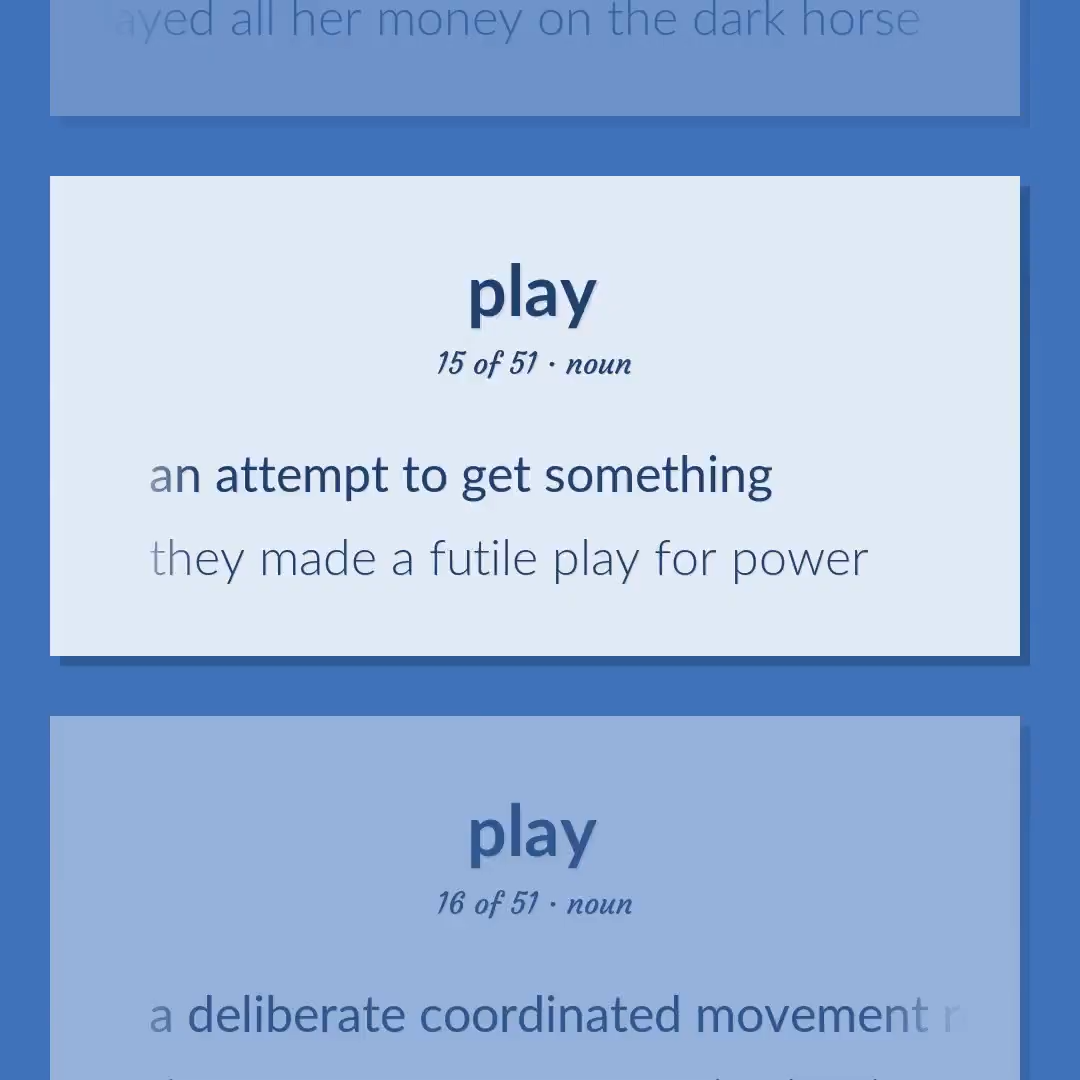 all her money on the dark horse
play
15 of 51 · noun
an attempt to get something
they made a futile play for power
play
16 of 51 · noun
a deliberate coordinated movement